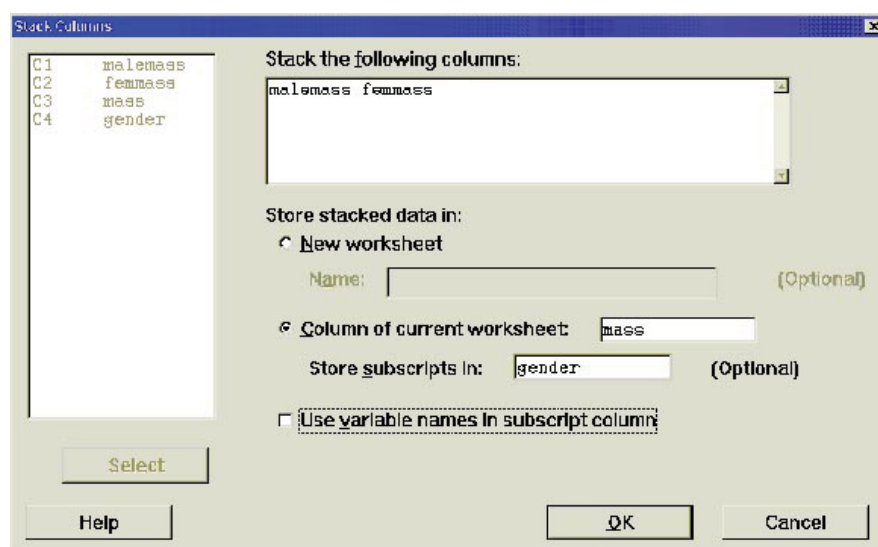 Stack Columns
C1 malemass
C2 femmass
C3 mass
C4 gender
Select
Help
Stack the following columns:
malemass femmass
Store stacked data in:
New worksheet
Name: (Optional)
Column of current worksheet: mass
Store subscripts in: gender (Optional)
Use variable names in subscript column
OK Cancel